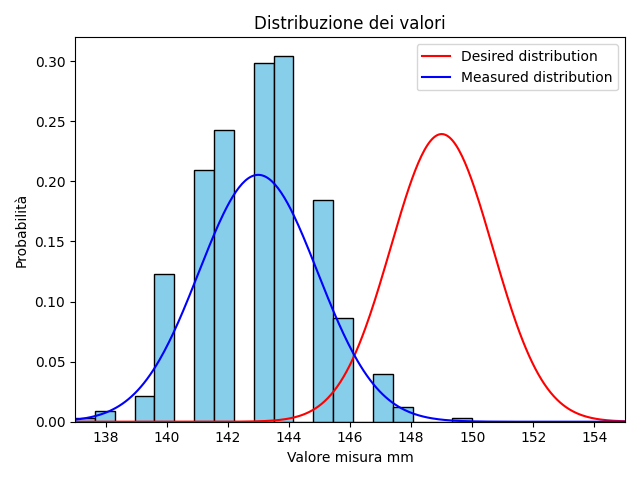 Distribuzione dei valori
Desired distribution
Measured distribution
Probabilità
0.30
0.25
0.20
0.15
0.10
0.05
0.00
138 140 142 144 146 148 150 152 154
Valore misura mm